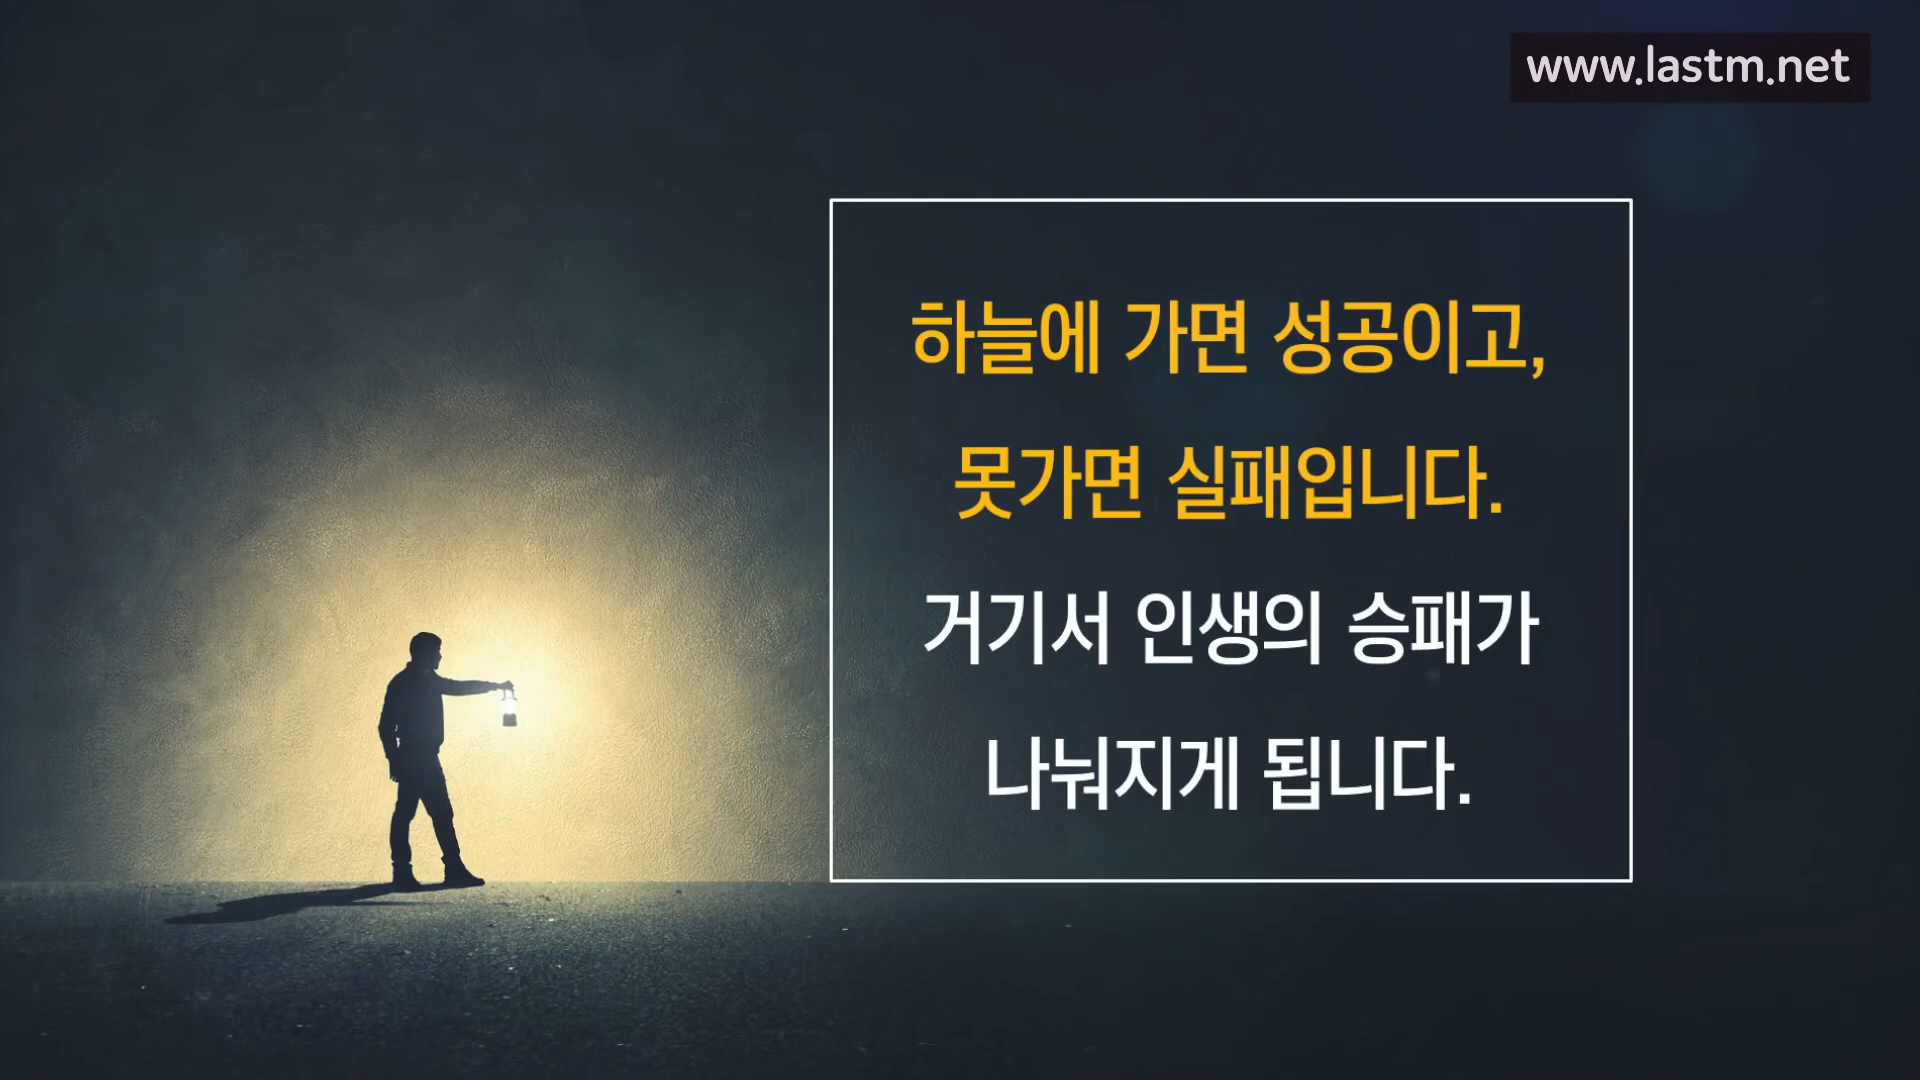 www.lastm.net
하늘에 가면 성공이고,
못가면 실패입니다.
거기서 인생의 승패가
나눠지게 됩니다.